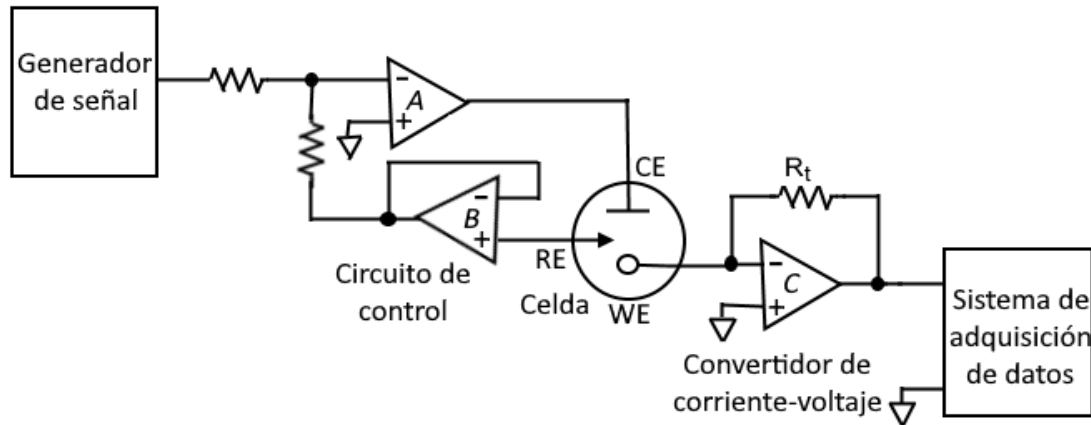 Generador
de señal
-
A
+
CE
Rt
-
B
+
RE
Circuito de
control
Celda
WE
-
C
+
Convertidor de
corriente-voltaje
Sistema de
adquisición
de datos